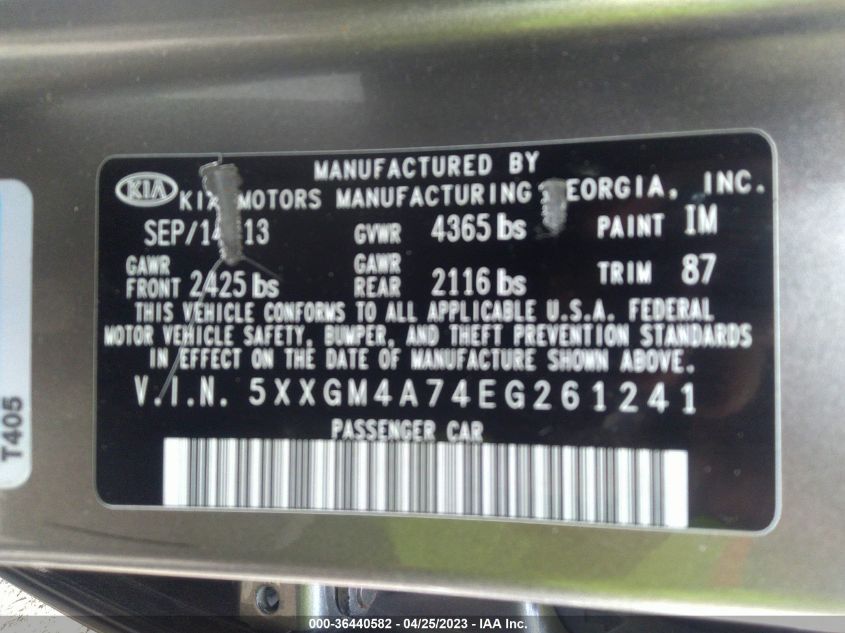 MANUFACTURED BY
KIA MOTORS MANUFACTURING EORGIA, INC.
SEP/14 13 GVWR 4365 bs PAINT IM
GAWR FRONT 2425 bs GAWR REAR 2116 bs TRIM 87
THIS VEHICLE CONFORMS TO ALL APPLICABLE U.S.A. FEDERAL
MOTOR VEHICLE SAFETY, BUMPER, AND THEFT PREVENTION STANDARDS
IN EFFECT ON THE DATE OF MANUFACTURE SHOWN ABOVE.
V.I.N. 5XXGM4A74EG261241
PASSENGER CAR
T405
000-36440582 / 04/25/2023 - IAA Inc.